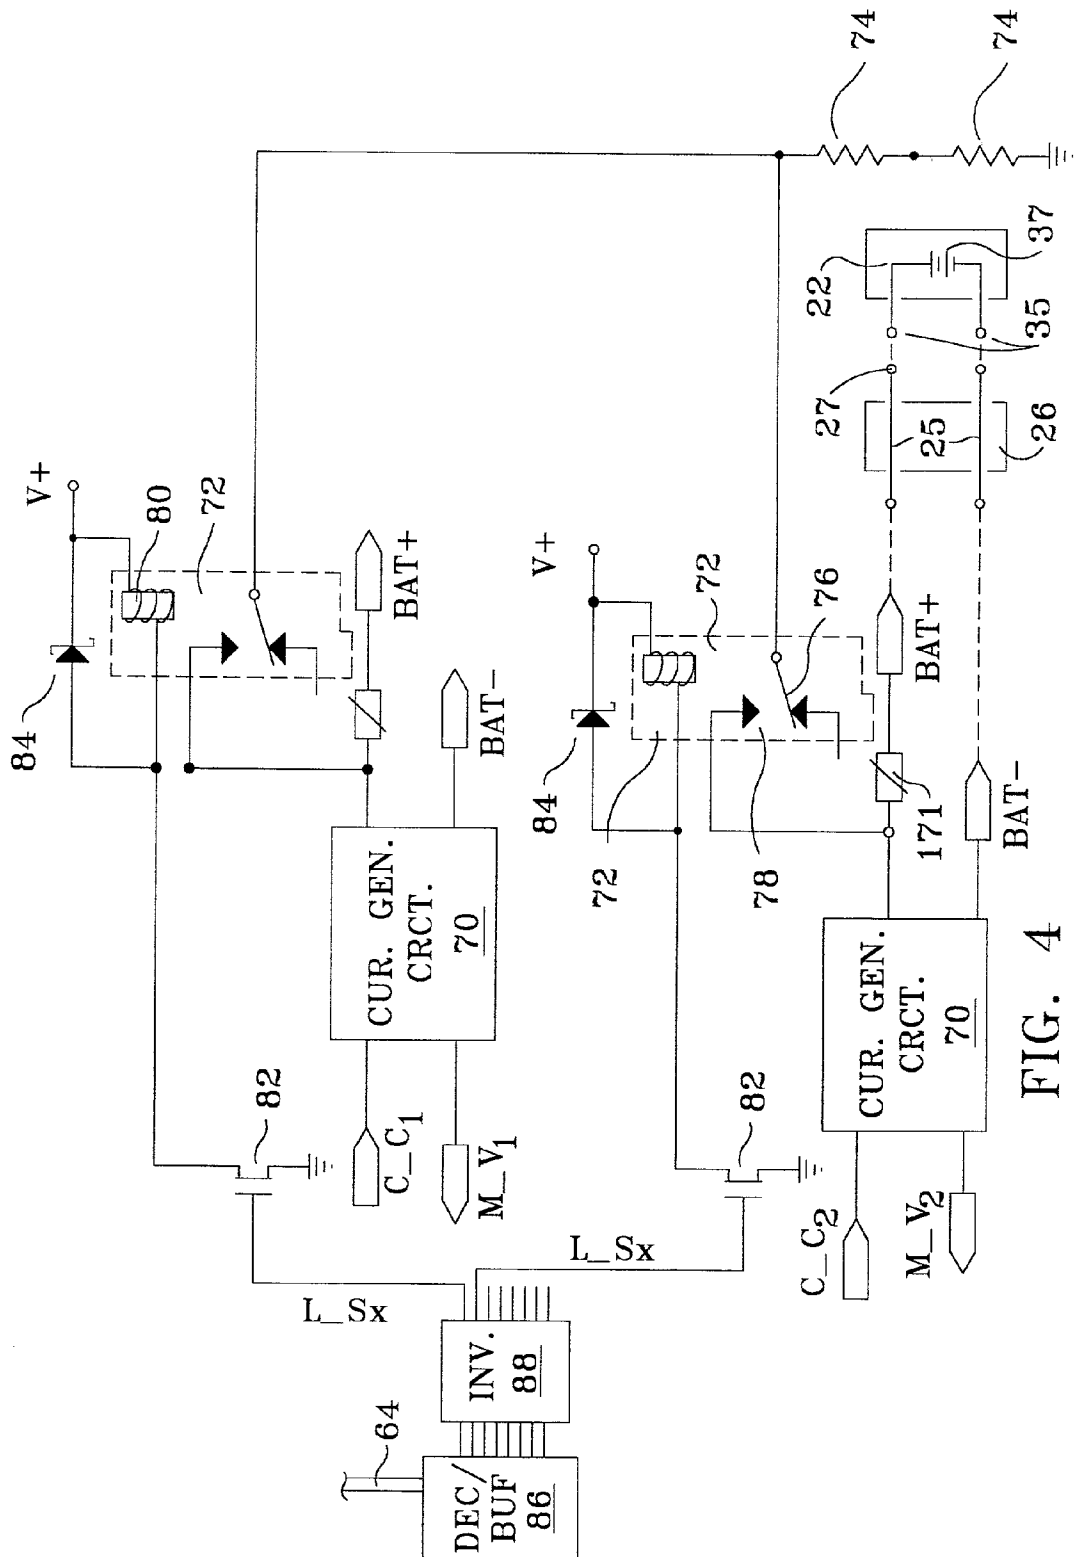 74
74
V+
80
72
84
BAT+
BAT-
CUR. GEN.
CRCT.
70
82
C_C1
M_V1
L_Sx
V+
72
76
84
72
78
22
37
35
27
25
26
BAT+
171
BAT-
CUR. GEN.
CRCT.
70
82
C_C2
M_V2
L_Sx
INV.
88
64
DEC/
BUF
86
FIG. 4